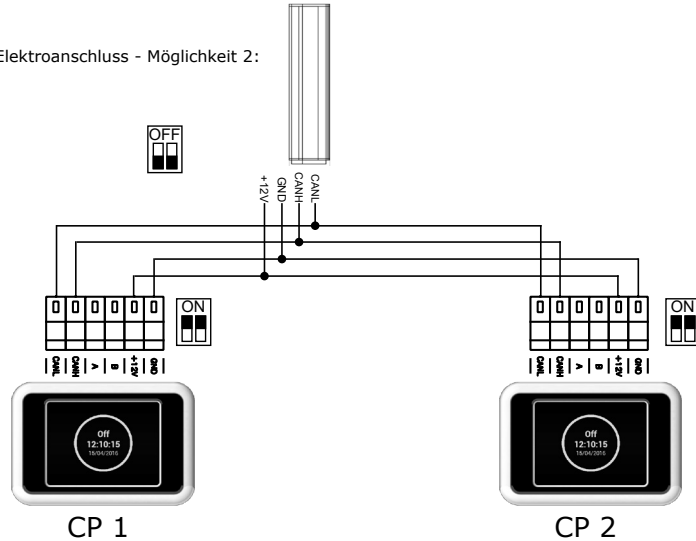 Elektroanschluss - Möglichkeit 2:
OFF
+12V
GND
CANH
CANL
ON
ON
CANL
CANH
A
B
+12V
GND
CANL
CANH
A
B
+12V
GND
Off
12:10:15
15/04/2016
Off
12:10:15
15/04/2016
CP 1
CP 2